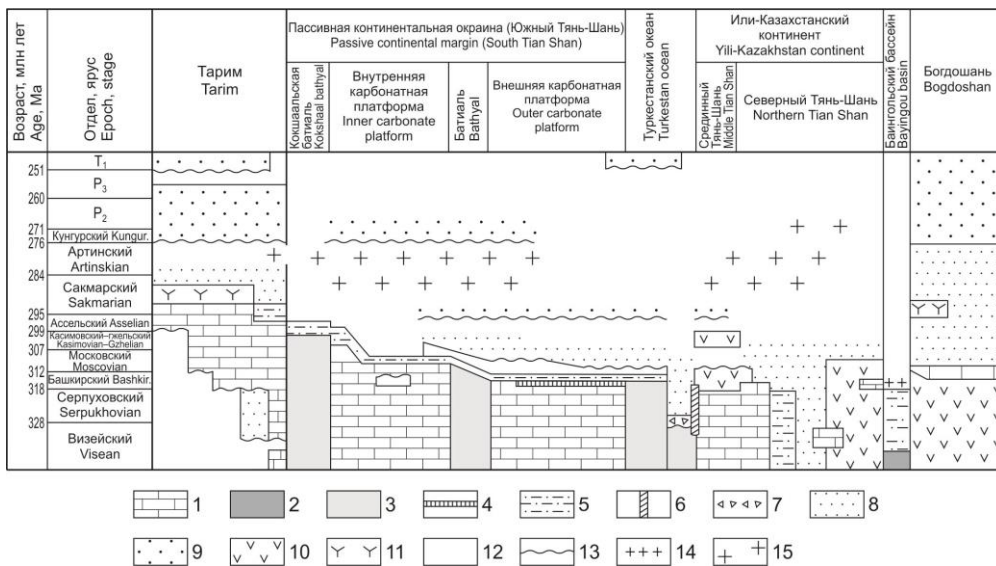 Возраст, млн лет
Age, Ma
Отдел, ярус
Epoch, stage
Тарим
Tarim
Пассивная континентальная окраина (Южный Тянь-Шань)
Passive continental margin (South Tian Shan)
Кокшаальская
батиаль
Kokshaal bathyal
Внутренняя
карбонатная
платформа
Inner carbonate
platform
Батиаль
Bathyal
Внешняя карбонатная
платформа
Outer carbonate
platform
Туркестанский океан
Turkestan ocean
Или-Казахстанский
континент
Yili-Kazakhstan continent
Срединный
Тянь-Шань
Middle Tian Shan
Северный Тянь-Шань
Northern Tian Shan
Баингольский бассейн
Bayingou basin
Богдошань
Bogdoshan
T1
251
P3
260
P2
271
Кунгурский Kungur.
276
Артинский
Artinskian
284
Сакмарский
Sakmarian
295
Ассельский Asselian
299
Касимовский–гжельский
Kasimovian–Gzhelian
307
Московский
Moscovian
312
Башкирский Bashkir.
318
Серпуховский
Serpukhovian
328
Визейский
Visean
1
2
3
4
5
6
7
8
9
10
11
12
13
14
15